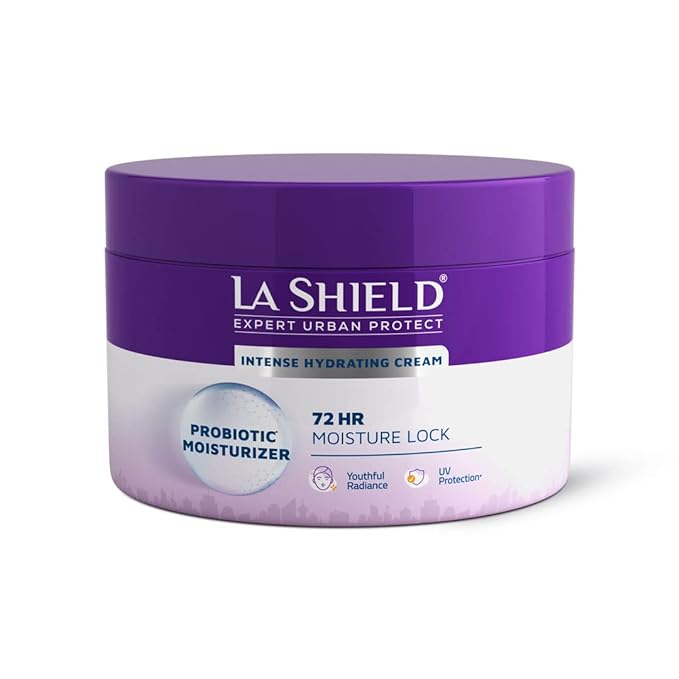 LA SHIELD®
EXPERT URBAN PROTECT
INTENSE HYDRATING CREAM
PROBIOTIC*
MOISTURIZER
72 HR
MOISTURE LOCK
Youthful
Radiance
UV
Protection*